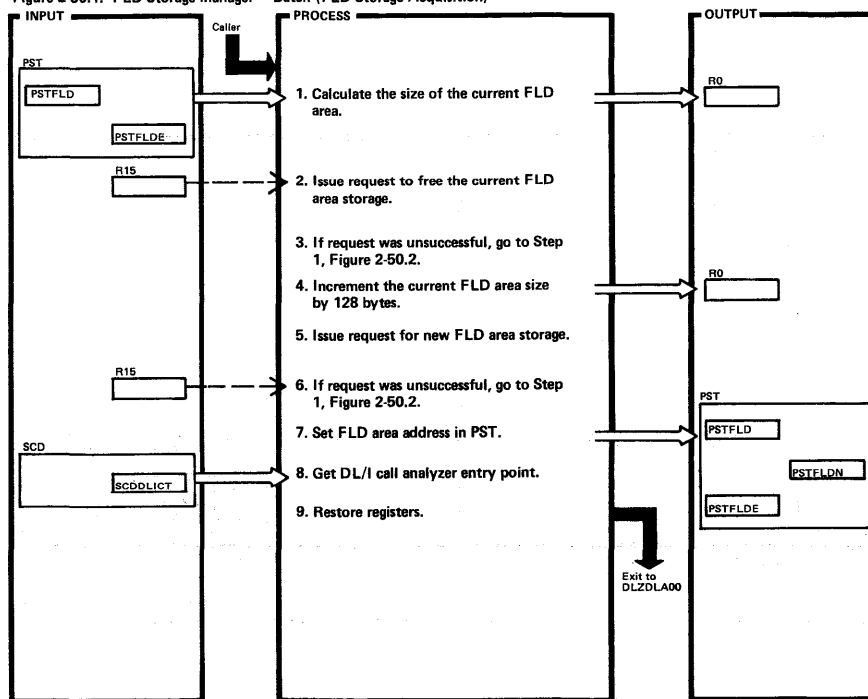 Figure 2-50.1. FLD Storage Manager - Batch (FLD Storage Acquisition)
INPUT
PROCESS
OUTPUT
Caller
PST
PSTFLD
PSTFLDE
1. Calculate the size of the current FLD
area.
R0
R15
2. Issue request to free the current FLD
area storage.
3. If request was unsuccessful, go to Step
1, Figure 2-50.2.
4. Increment the current FLD area size
by 128 bytes.
R0
5. Issue request for new FLD area storage.
R15
6. If request was unsuccessful, go to Step
1, Figure 2-50.2.
7. Set FLD area address in PST.
PST
PSTFLD
PSTFLDN
PSTFLDE
SCD
SCDDLICT
8. Get DL/I call analyzer entry point.
9. Restore registers.
Exit to
DLZDLA00